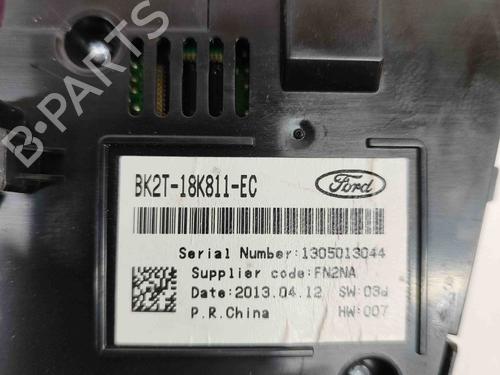 B-PARTS
BK2T-18K811-EC
Ford
Serial Number:1305013044
Supplier code:FN2NA
Date:2013.04.12 SW:03d
P.R.China HW:007